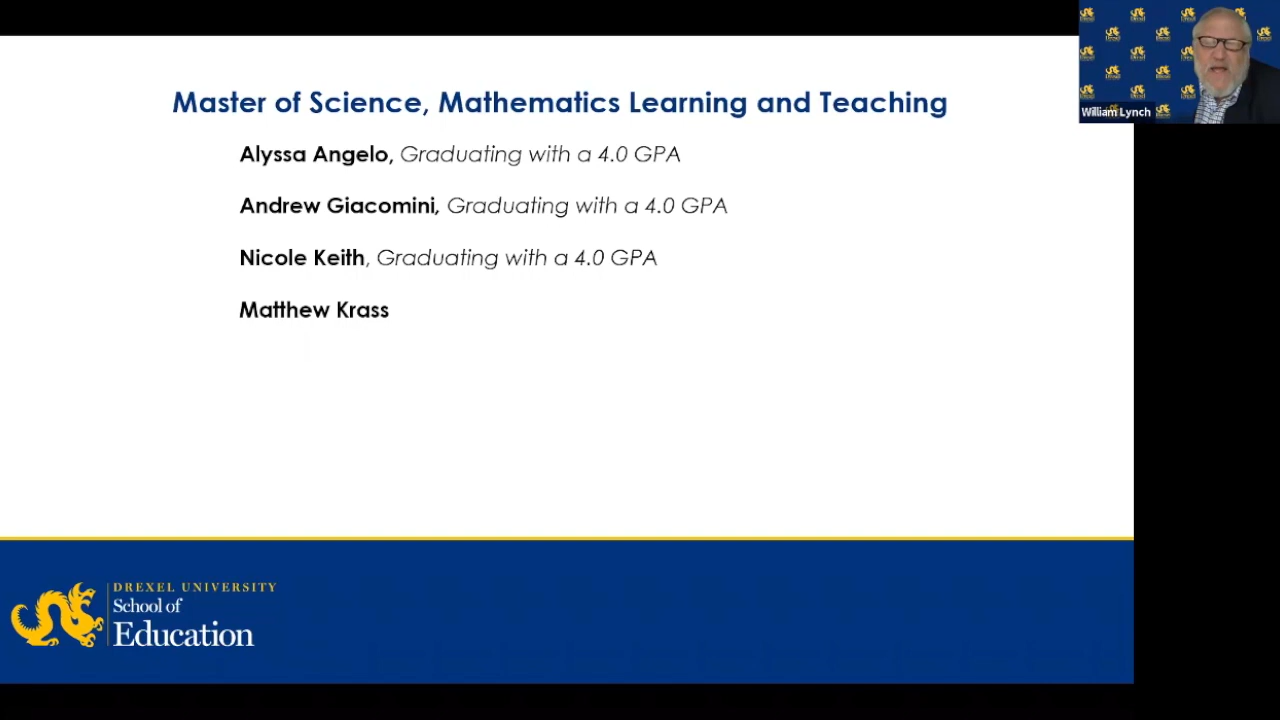 Master of Science, Mathematics Learning and Teaching
Alyssa Angelo, Graduating with a 4.0 GPA
Andrew Giacomini, Graduating with a 4.0 GPA
Nicole Keith, Graduating with a 4.0 GPA
Matthew Krass
William Lynch
DREXEL UNIVERSITY
School of
Education